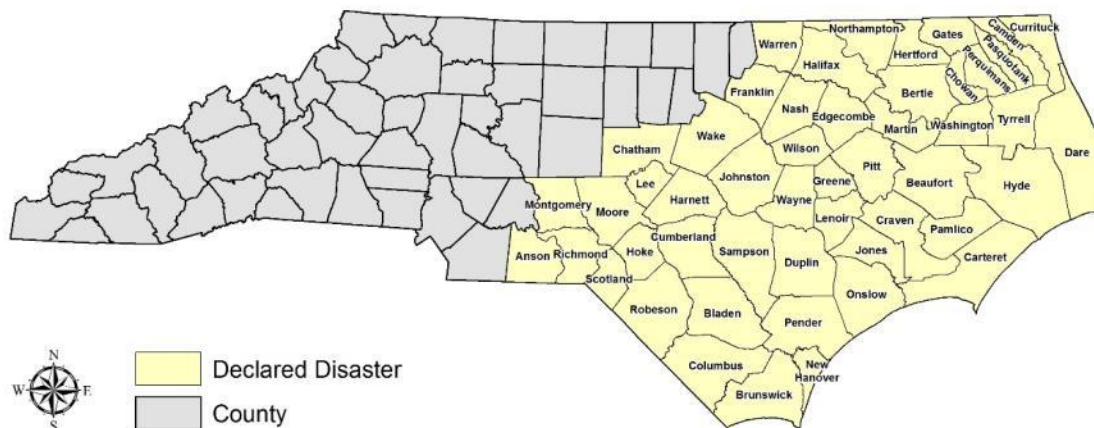 Northampton
Warren
Gates
Camden
Currituck
Hertford
Pasquotank
Perquimans
Chowan
Halifax
Franklin
Nash
Bertie
Edgecombe
Martin
Washington
Tyrrell
Wake
Wilson
Dare
Chatham
Pitt
Johnston
Greene
Beaufort
Hyde
Lee
Wayne
Harnett
Montgomery
Moore
Lenoir
Craven
Pamlico
Cumberland
Sampson
Jones
Anson
Richmond
Hoke
Duplin
Carteret
Scotland
Onslow
Robeson
Bladen
Pender
Columbus
New
Hanover
Brunswick
N
W E
S
Declared Disaster
County